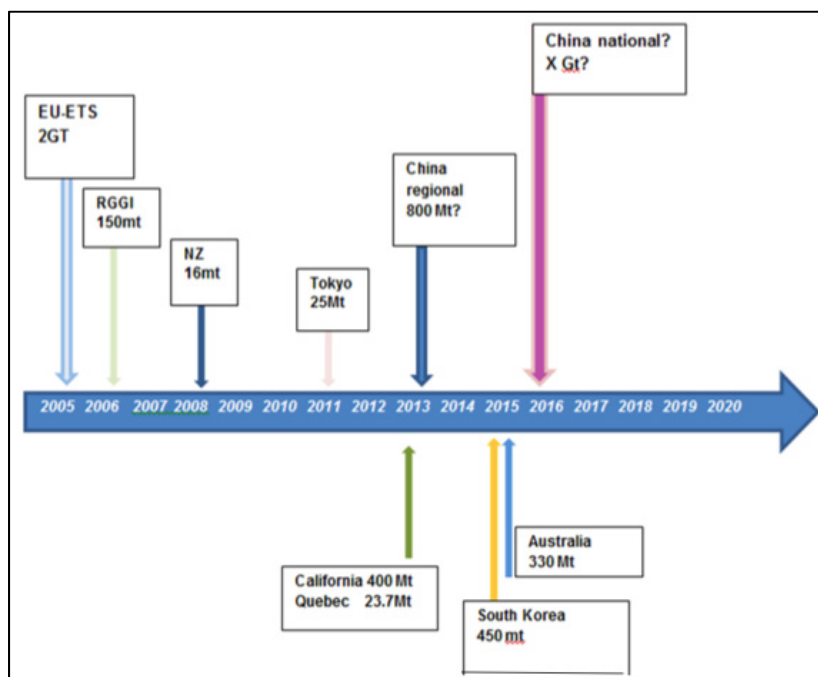 China national?
X Gt?
EU-ETS
2GT
RGGI
150mt
NZ
16mt
Tokyo
25Mt
China
regional
800 Mt?
2005 2006 2007 2008 2009 2010 2011 2012 2013 2014 2015 2016 2017 2018 2019 2020
California 400 Mt
Quebec 23.7Mt
Australia
330 Mt
South Korea
450 mt